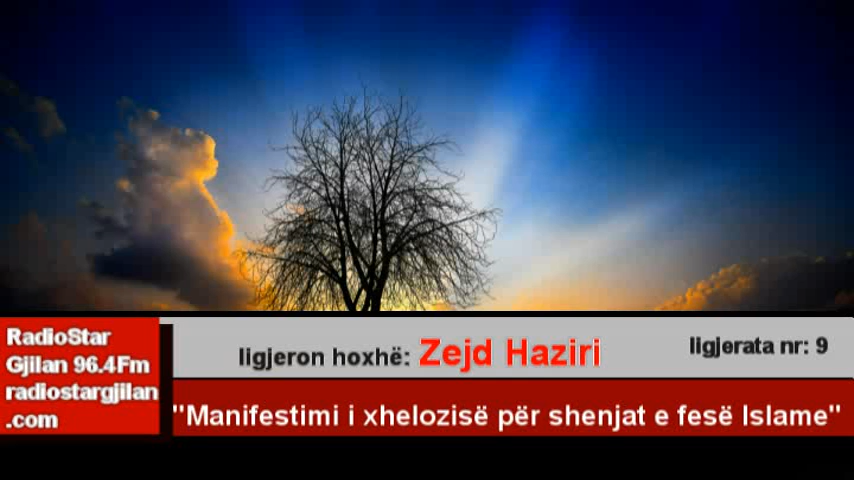 RadioStar
Gjilan 96.4Fm
radiostargjilan
.com
ligjeron hoxhë: Zejd Haziri
ligjerata nr: 9
"Manifestimi i xhelozisë për shenjat e fesë Islame"